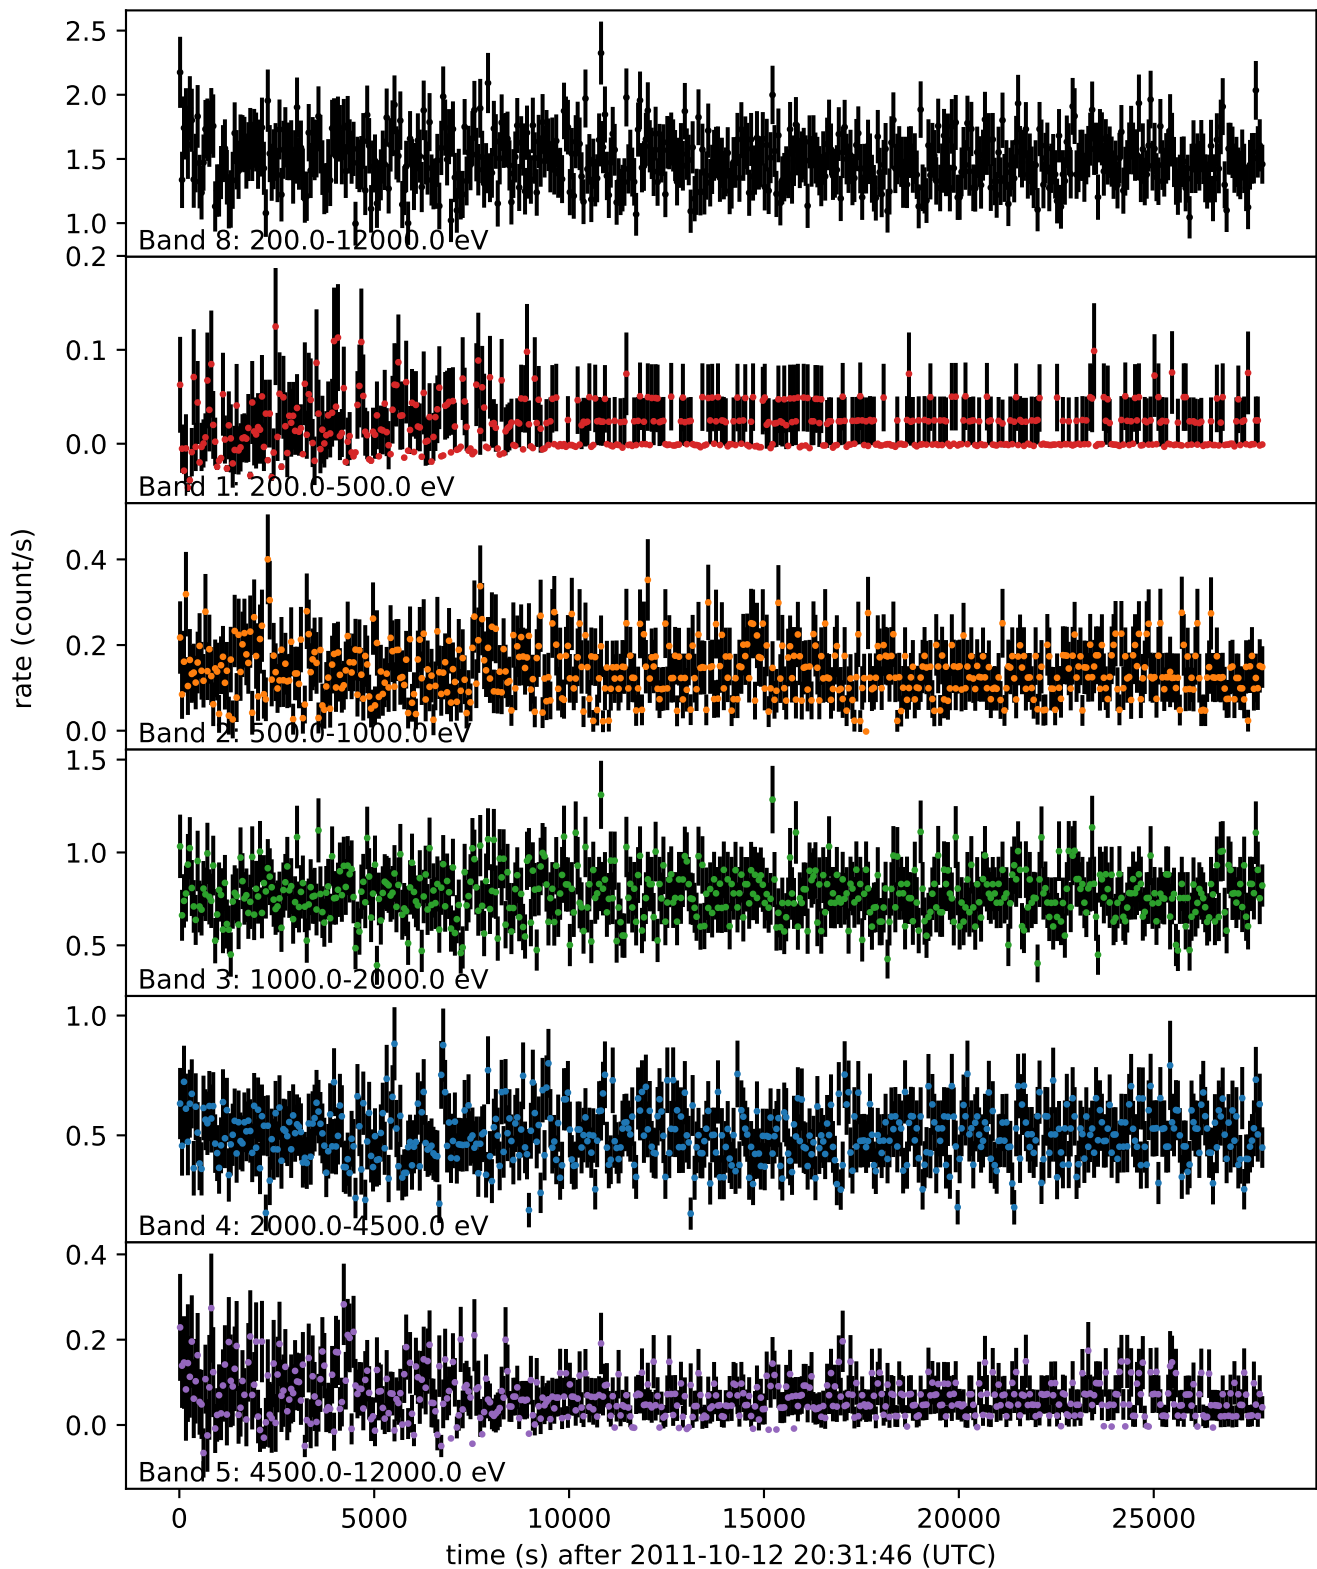 2.5
2.0
1.5
1.0
Band 8: 200.0-12000.0 eV
0.2
0.1
0.0
Band 1: 200.0-500.0 eV
0.4
0.2
0.0
Band 2: 500.0-1000.0 eV
rate (count/s)
1.5
1.0
0.5
Band 3: 1000.0-2000.0 eV
1.0
0.5
Band 4: 2000.0-4500.0 eV
0.4
0.2
0.0
Band 5: 4500.0-12000.0 eV
0 5000 10000 15000 20000 25000
time (s) after 2011-10-12 20:31:46 (UTC)